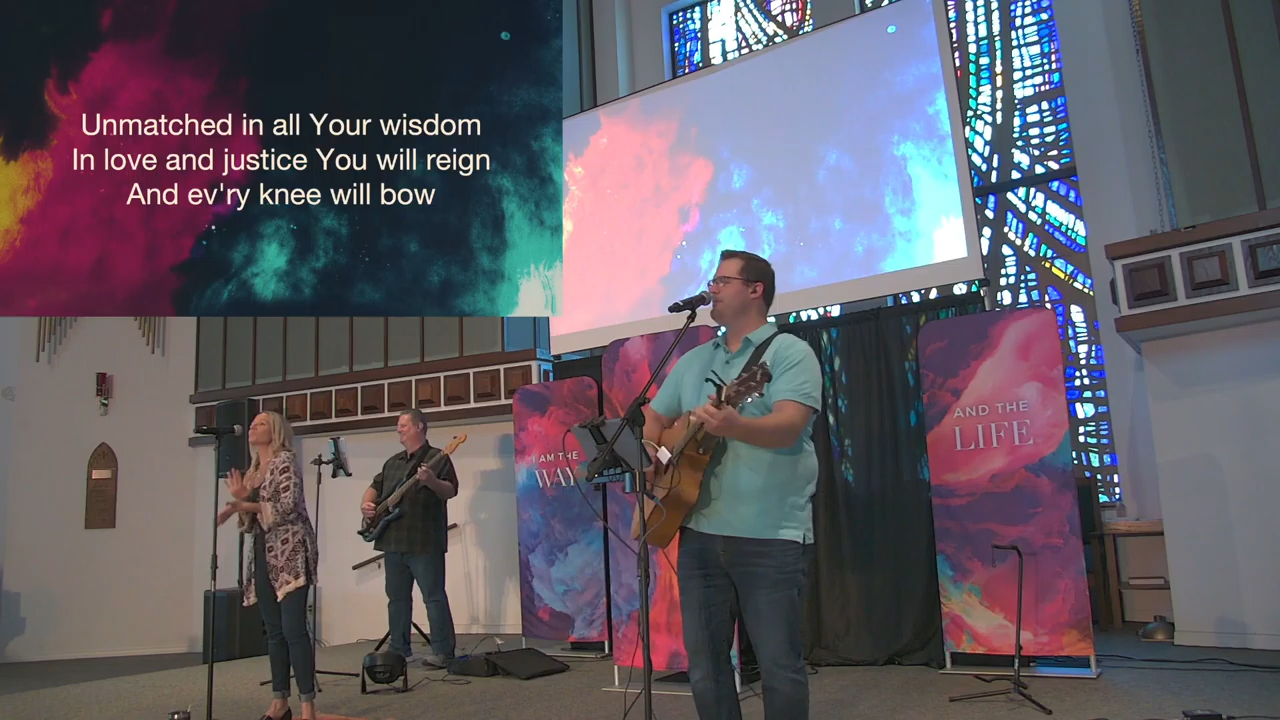 Unmatched in all Your wisdom
In love and justice You will reign
And ev'ry knee will bow
I AM THE
WAY
AND THE
LIFE